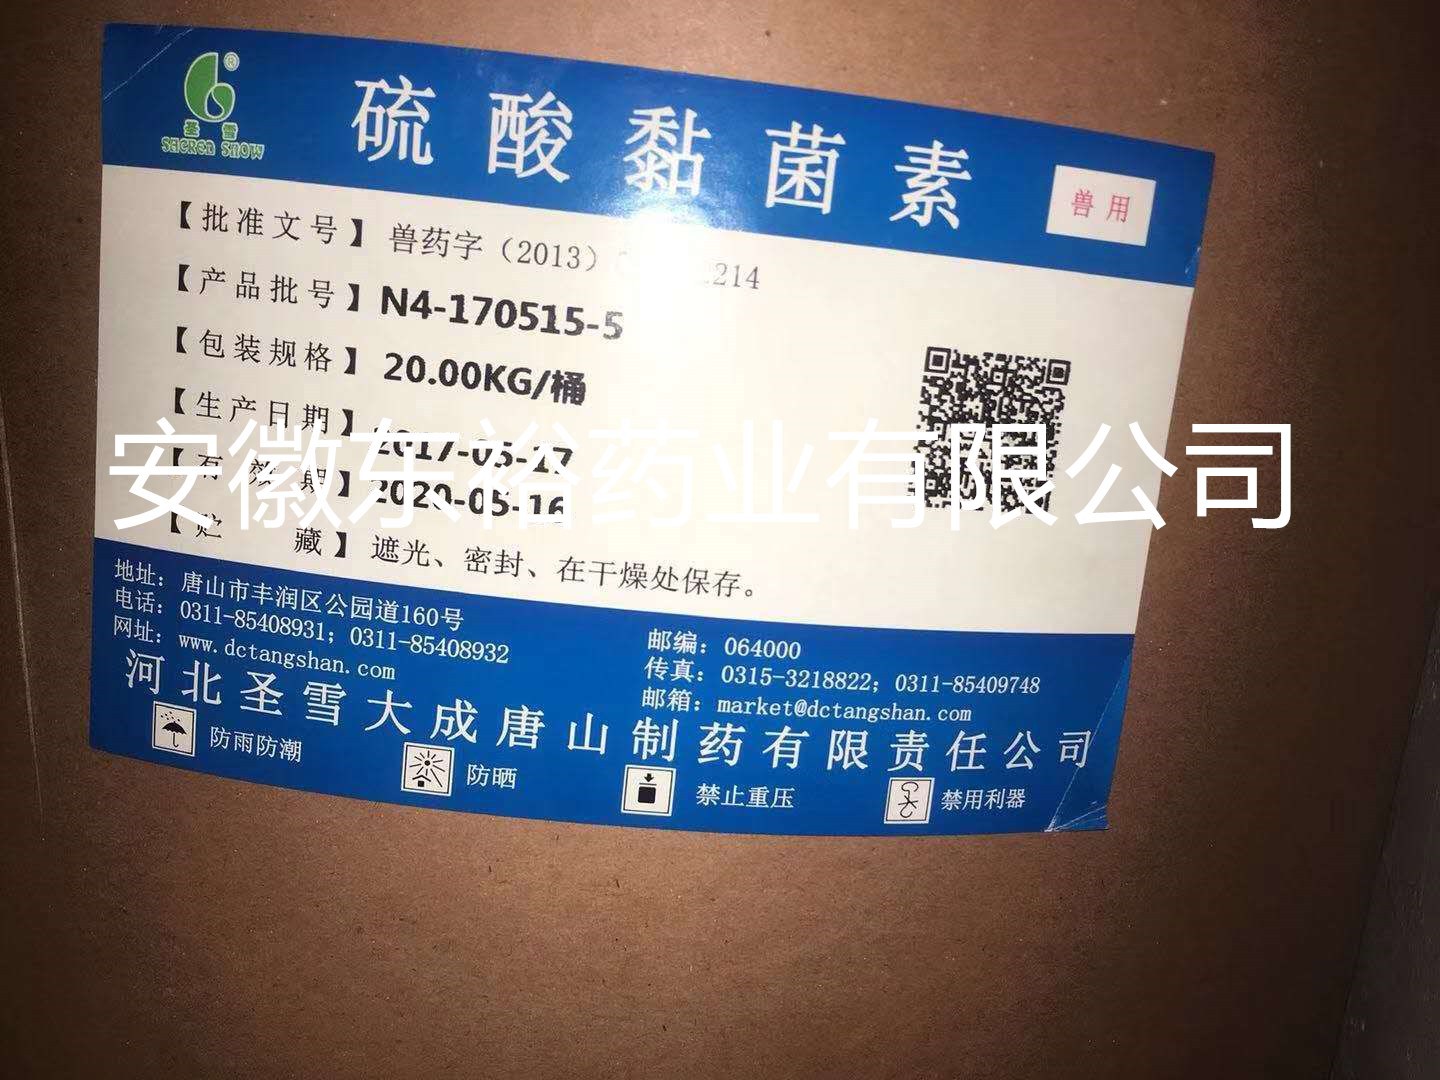 ®
圣雪
SACRED SNOW
硫酸黏菌素
兽用
【批准文号】兽药字（2013） 214
【产品批号】N4-170515-5
【包装规格】20.00KG/桶
【生产日期】2017-05-17
安徽东裕药业有限公司
【有效期】2020-05-16
【贮 藏】遮光、密封、在干燥处保存。
地址：唐山市丰润区公园道160号
邮编：064000
电话：0311-85408931；0311-85408932
传真：0315-3218822；0311-85409748
网址：www.dctangshan.com
邮箱：market@dctangshan.com
河北圣雪大成唐山制药有限责任公司
防雨防潮
防晒
禁止重压
禁用利器